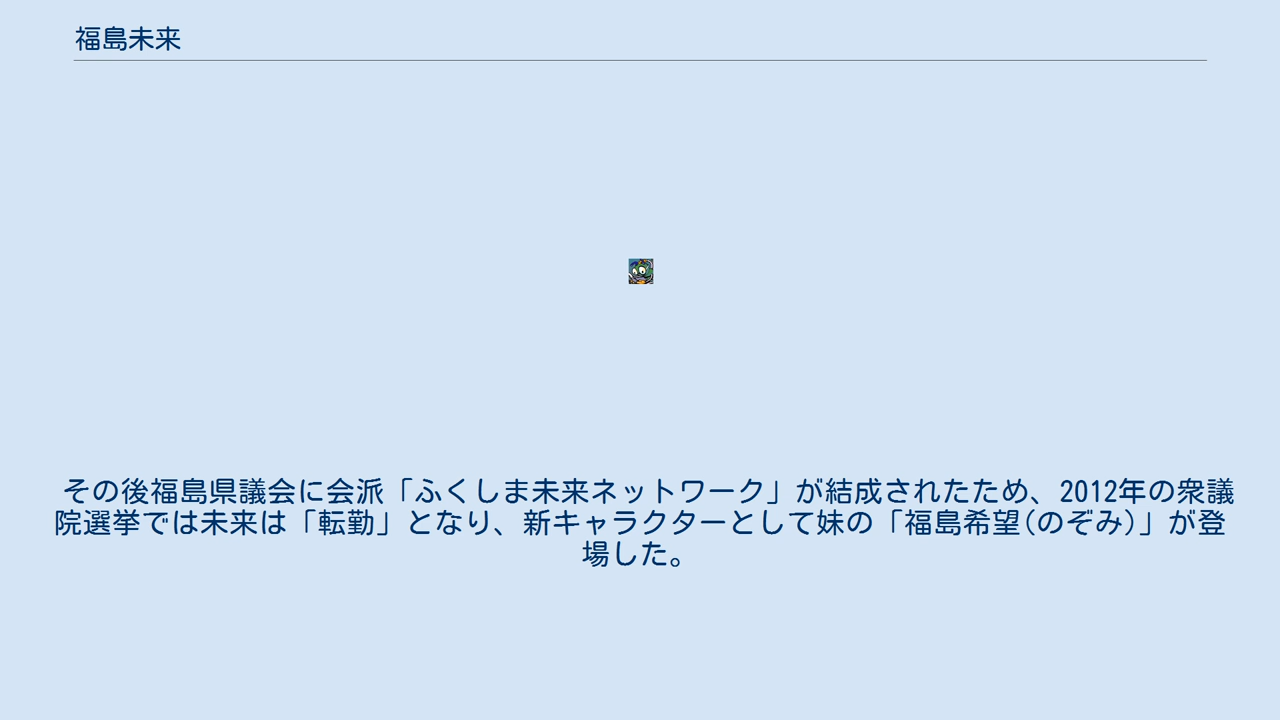 福島未来
その後福島県議会に会派「ふくしま未来ネットワーク」が結成されたため、2012年の衆議
院選挙では未来は「転勤」となり、新キャラクターとして妹の「福島希望(のぞみ)」が登
場した。